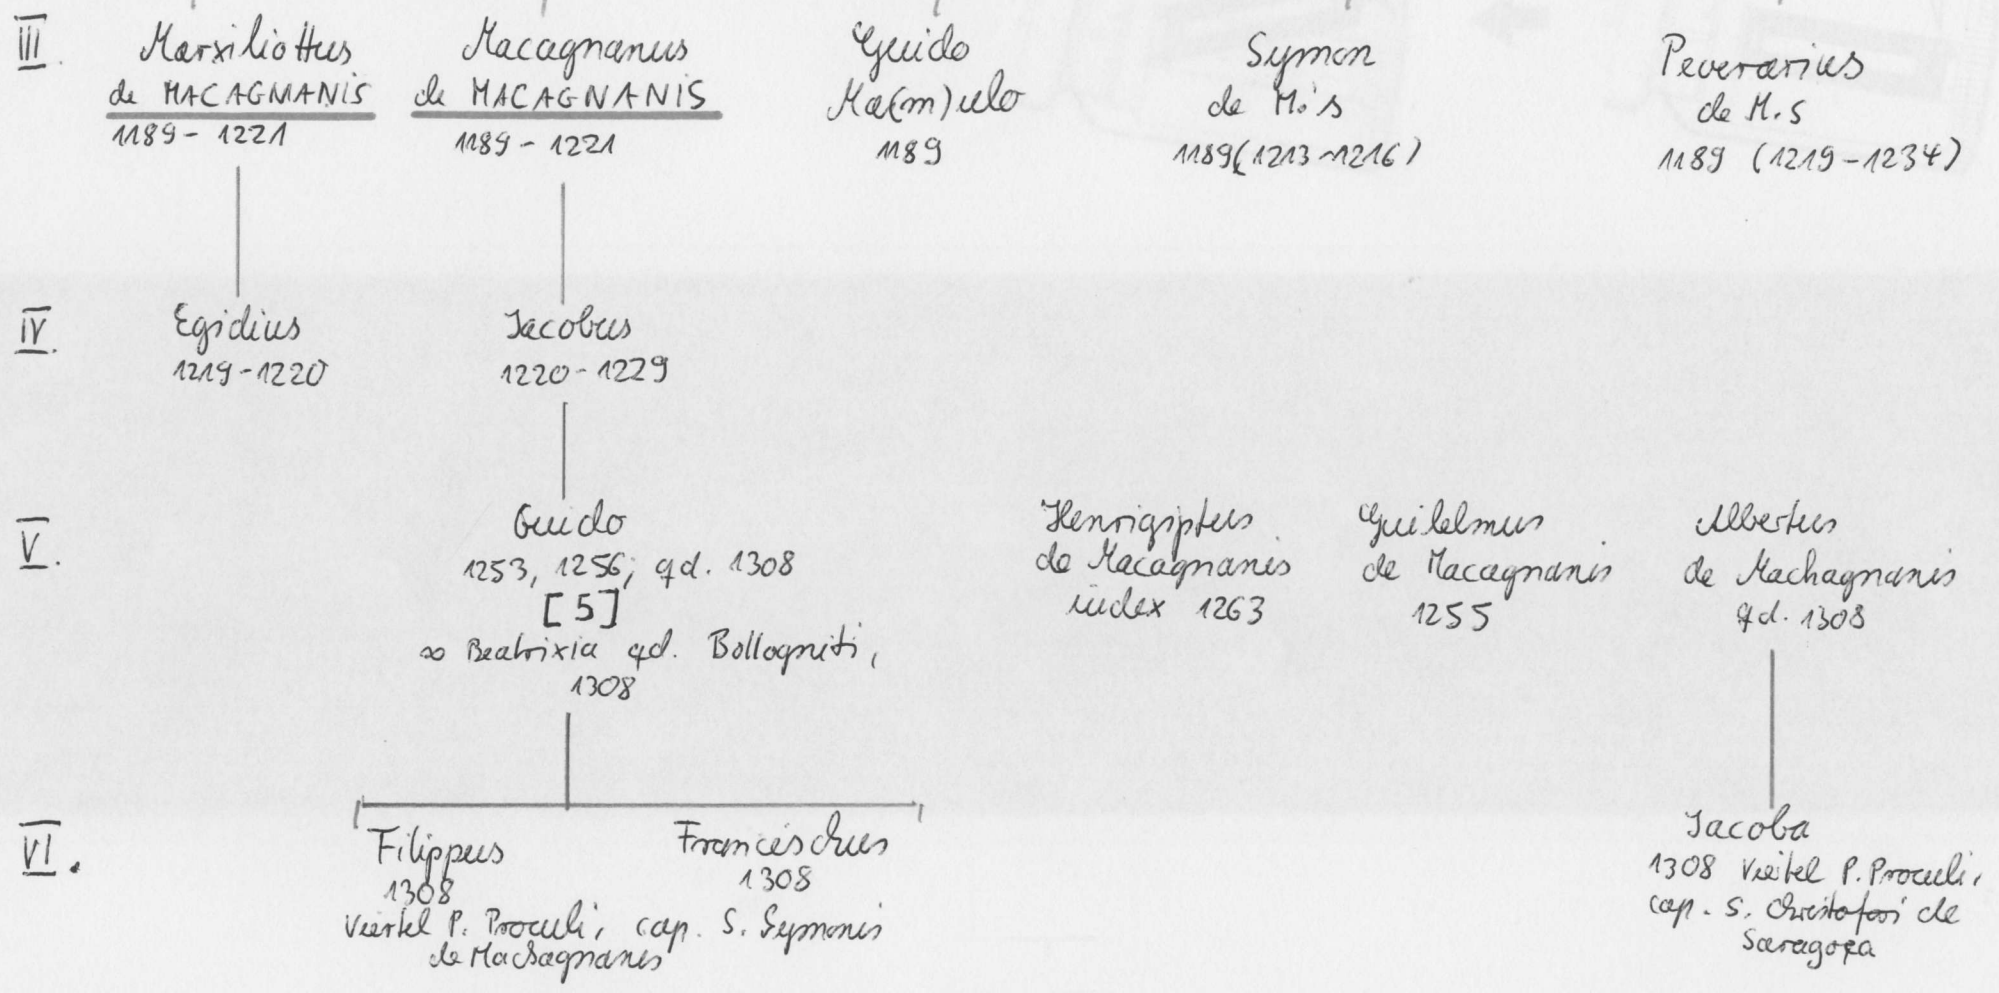 III.
Marxiliottus
de MACAGNANIS
1189 - 1221
Macagnanus
de MACAGNANIS
1189 - 1221
Guido
Ma(m)ulo
1189
Symon
de M.'s
1189 (1213-1216)
Peverarius
de M.s
1189 (1219-1234)
IV.
Egidius
1219-1220
Jacobus
1220-1229
V.
Guido
1253, 1256; qd. 1308
[5]
∞ Beatrixia qd. Bollogniti,
1308
Henrigiptus
de Macagnanis
iudex 1263
Guilelmus
de Macagnanis
1255
Albertus
de Machagnanis
qd. 1308
VI.
Filippus
1308
Francischus
1308
Viertel P. Proculi, cap. S. Symonis
de Machagnanis
Jacoba
1308 Viertel P. Proculi,
cap. S. Christofori de
Saragoça